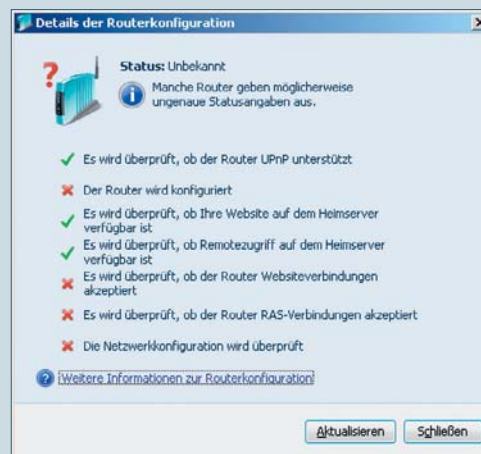 Details der Routerkonfiguration
Status: Unbekannt
Manche Router geben möglicherweise
ungenaue Statusangaben aus.
Es wird überprüft, ob der Router UPnP unterstützt
Der Router wird konfiguriert
Es wird überprüft, ob Ihre Website auf dem Heimserver
verfügbar ist
Es wird überprüft, ob Remotezugriff auf dem Heimserver
verfügbar ist
Es wird überprüft, ob der Router Websiteverbindungen
akzeptiert
Es wird überprüft, ob der Router RAS-Verbindungen akzeptiert
Die Netzwerkkonfiguration wird überprüft
Weitere Informationen zur Routerkonfiguration
Aktualisieren
Schließen